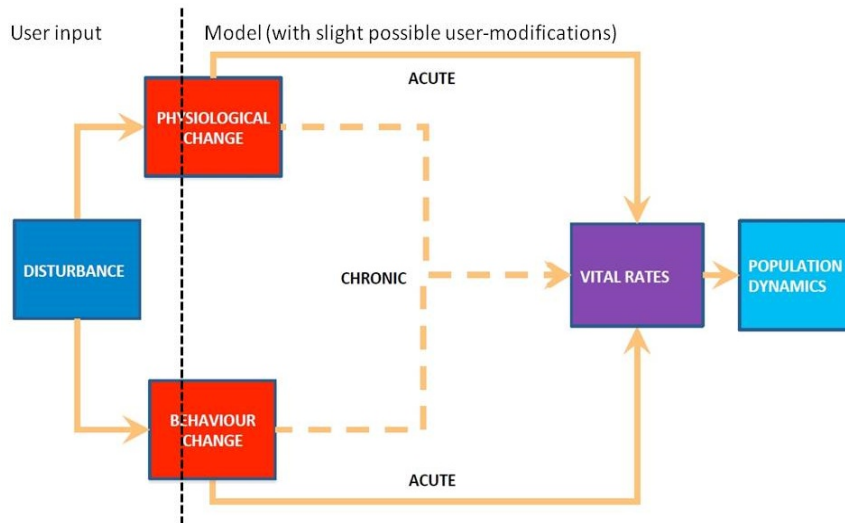 User input
Model (with slight possible user-modifications)
ACUTE
PHYSIOLOGICAL
CHANGE
DISTURBANCE
CHRONIC
VITAL RATES
POPULATION
DYNAMICS
BEHAVIOUR
CHANGE
ACUTE